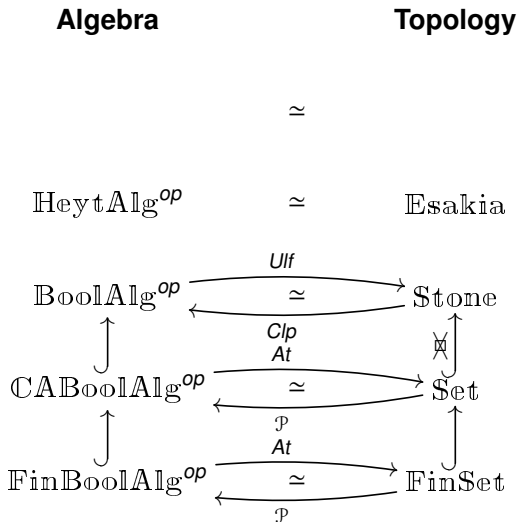 Algebra Topology
≃
HeytAlg^op ≃ Esakia
Ulf
BoolAlg^op ≃ Stone
Clp
At
CABoolAlg^op ≃ Set
𝒫
At
FinBoolAlg^op ≃ FinSet
𝒫